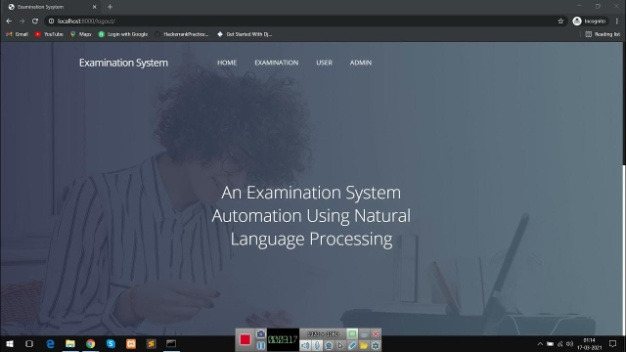 Examination Sysytem
localhost:8000/logout/
Incognito
Gmail
YouTube
Maps
Login with Google
HackerrankPractice...
Get Started With Dj...
Reading list
Examination System
HOME
EXAMINATION
USER
ADMIN
An Examination System
Automation Using Natural
Language Processing
01:14
17-03-2021